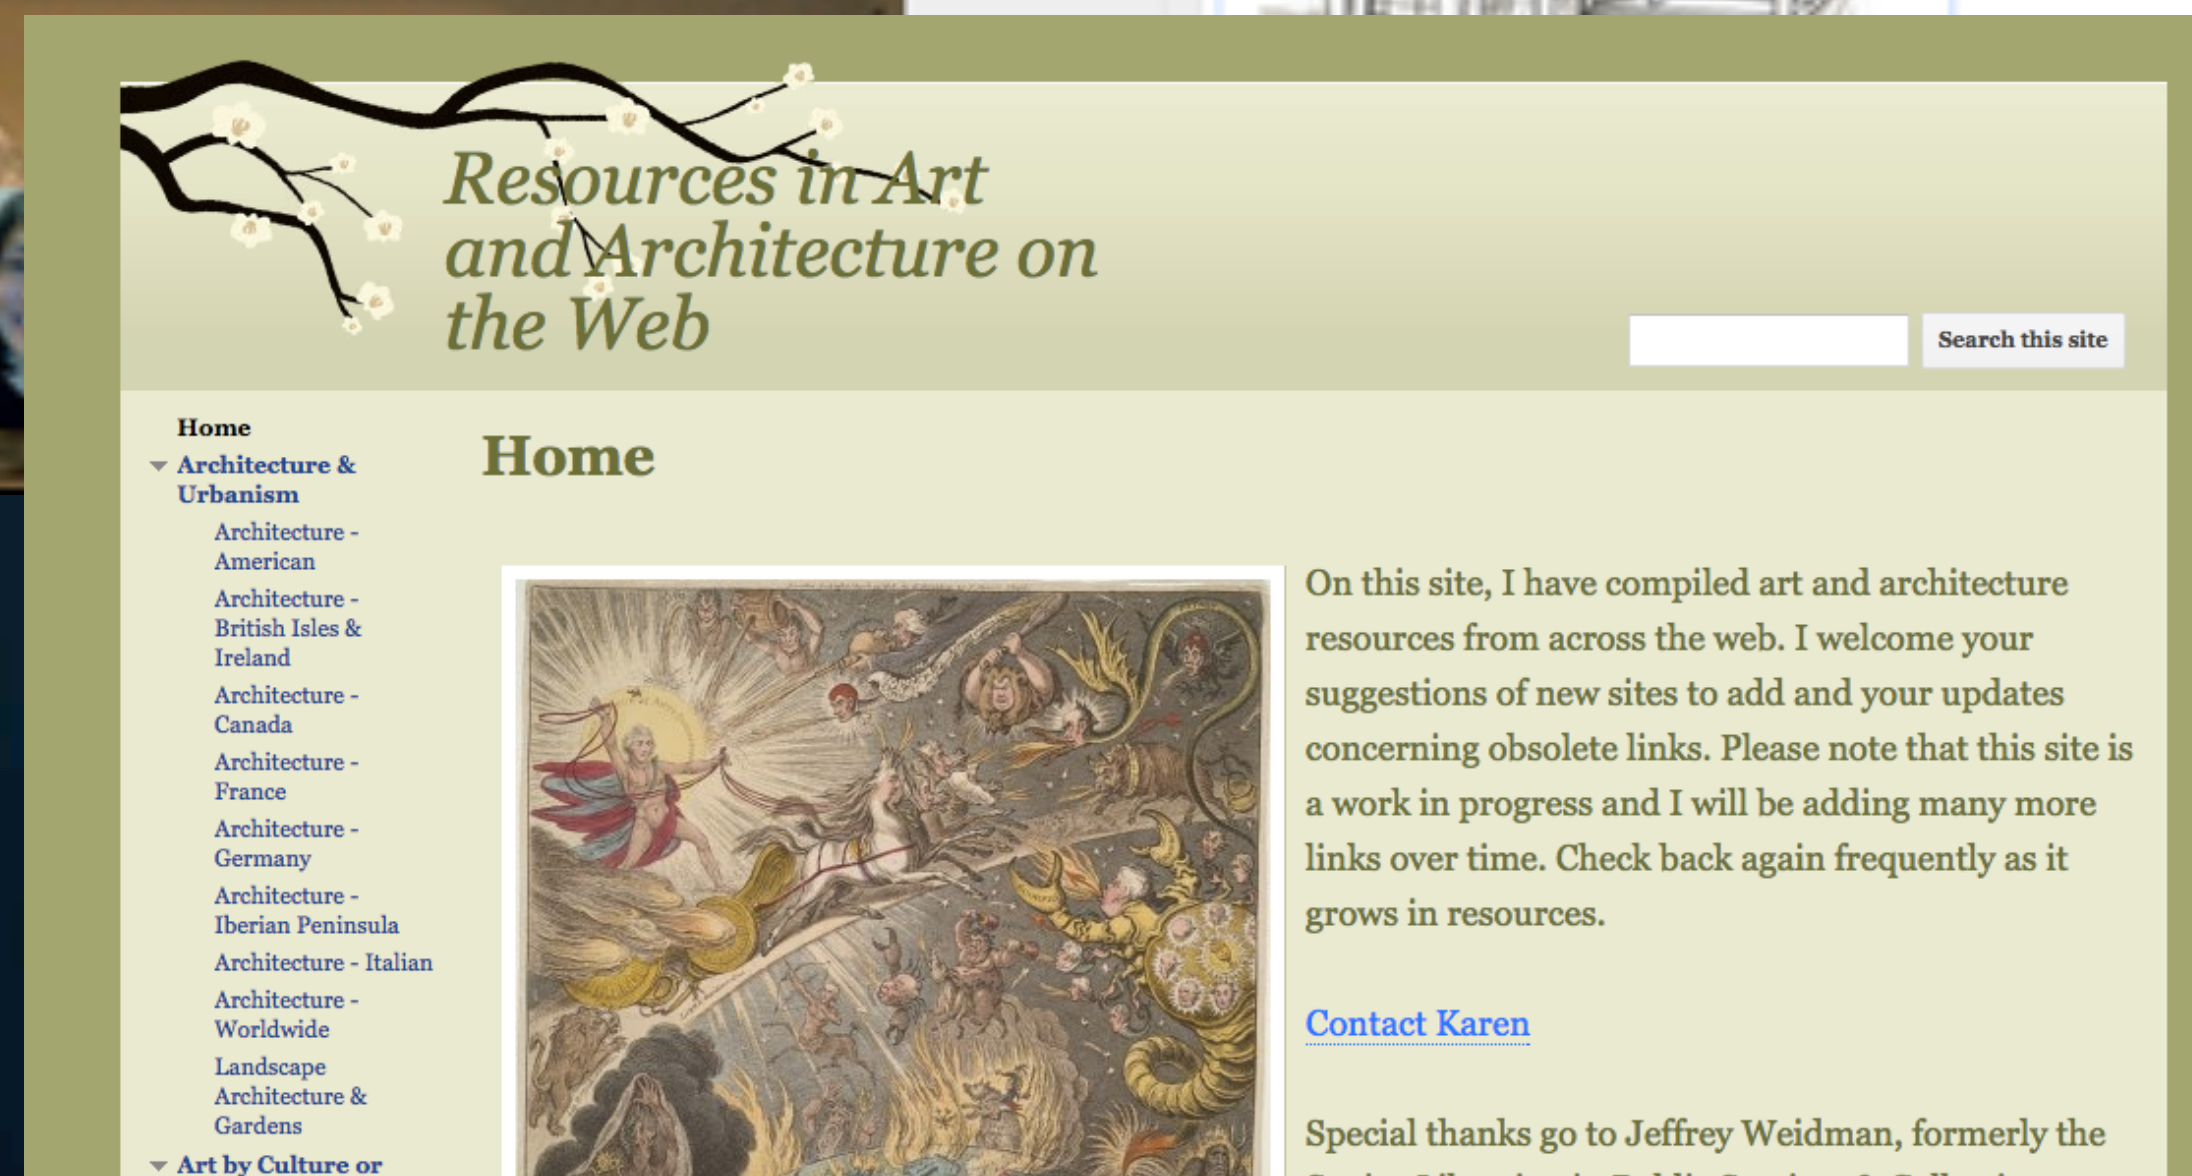 Resources in Art
and Architecture on
the Web
Search this site
Home
Architecture &
Urbanism
Architecture -
American
Architecture -
British Isles &
Ireland
Architecture -
Canada
Architecture -
France
Architecture -
Germany
Architecture -
Iberian Peninsula
Architecture - Italian
Architecture -
Worldwide
Landscape
Architecture &
Gardens
Art by Culture or
Home
On this site, I have compiled art and architecture
resources from across the web. I welcome your
suggestions of new sites to add and your updates
concerning obsolete links. Please note that this site is
a work in progress and I will be adding many more
links over time. Check back again frequently as it
grows in resources.
Contact Karen
Special thanks go to Jeffrey Weidman, formerly the